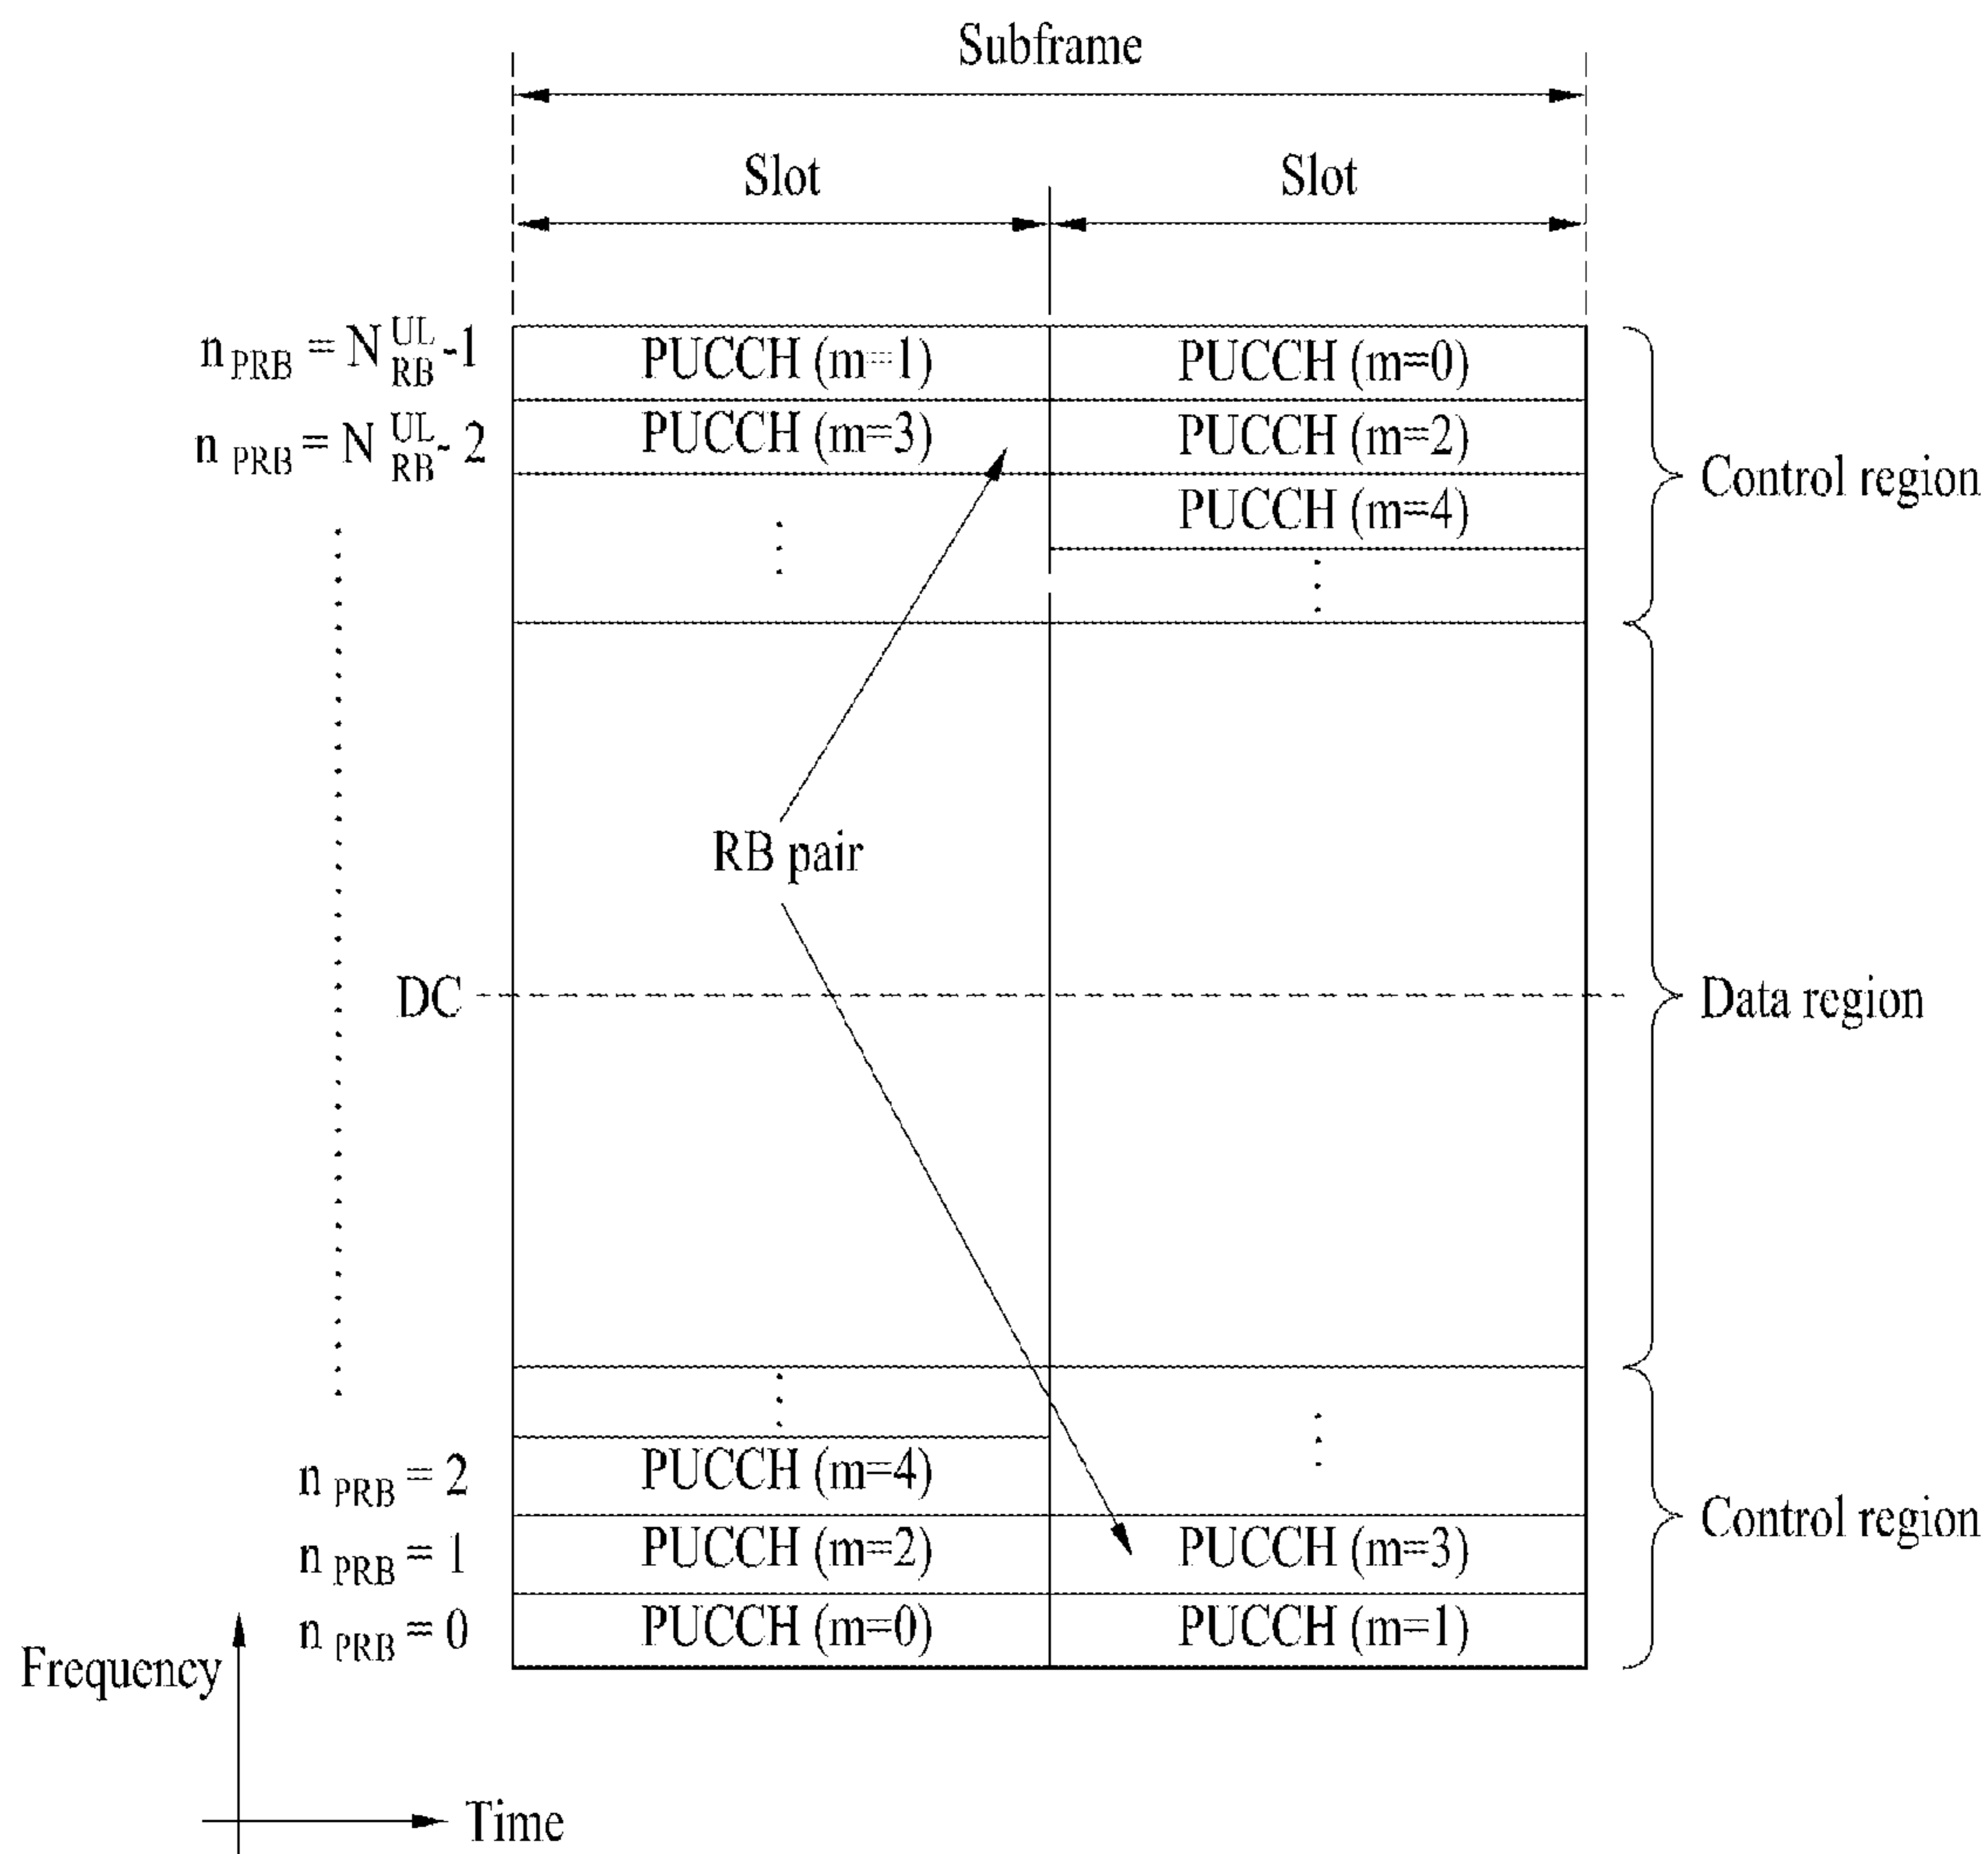 Subframe
Slot Slot
n PRB = N UL RB -1 PUCCH (m=1) PUCCH (m=0)
n PRB = N UL RB - 2 PUCCH (m=3) PUCCH (m=2)
Control region
PUCCH (m=4)
RB pair
DC
Data region
n PRB = 2 PUCCH (m=4)
Control region
n PRB = 1 PUCCH (m=2) PUCCH (m=3)
n PRB = 0 PUCCH (m=0) PUCCH (m=1)
Frequency
Time